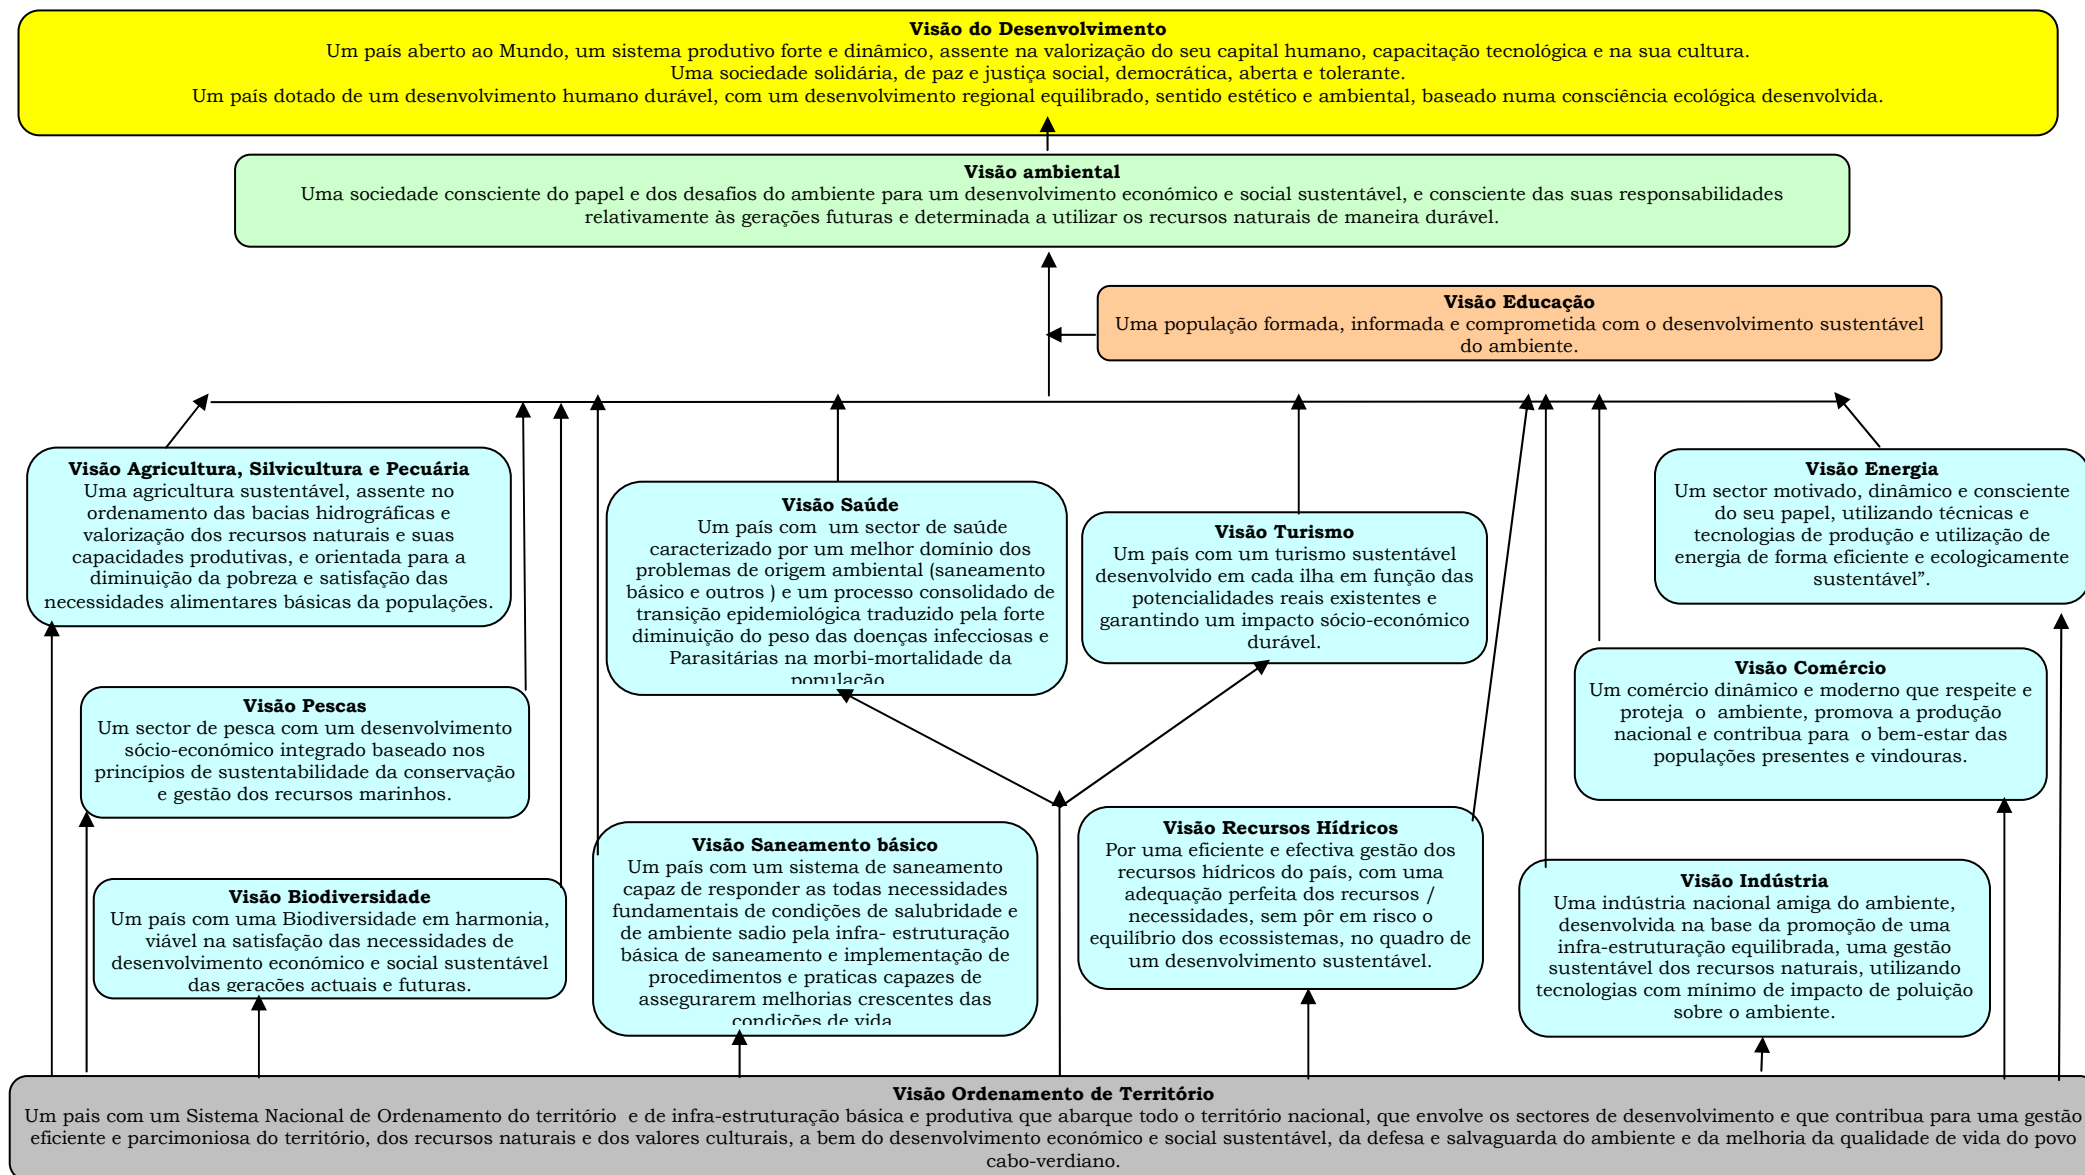 Visão do Desenvolvimento
Um país aberto ao Mundo, um sistema produtivo forte e dinâmico, assente na valorização do seu capital humano, capacitação tecnológica e na sua cultura.
Uma sociedade solidária, de paz e justiça social, democrática, aberta e tolerante.
Um país dotado de um desenvolvimento humano durável, com um desenvolvimento regional equilibrado, sentido estético e ambiental, baseado numa consciência ecológica desenvolvida.
Visão ambiental
Uma sociedade consciente do papel e dos desafios do ambiente para um desenvolvimento económico e social sustentável, e consciente das suas responsabilidades
relativamente às gerações futuras e determinada a utilizar os recursos naturais de maneira durável.
Visão Educação
Uma população formada, informada e comprometida com o desenvolvimento sustentável
do ambiente.
Visão Agricultura, Silvicultura e Pecuária
Uma agricultura sustentável, assente no
ordenamento das bacias hidrográficas e
valorização dos recursos naturais e suas
capacidades produtivas, e orientada para a
diminuição da pobreza e satisfação das
necessidades alimentares básicas da populações.
Visão Saúde
Um país com um sector de saúde
caracterizado por um melhor domínio dos
problemas de origem ambiental (saneamento
básico e outros ) e um processo consolidado de
transição epidemiológica traduzido pela forte
diminuição do peso das doenças infecciosas e
Parasitárias na morbi-mortalidade da
população
Visão Turismo
Um país com um turismo sustentável
desenvolvido em cada ilha em função das
potencialidades reais existentes e
garantindo um impacto sócio-económico
durável.
Visão Energia
Um sector motivado, dinâmico e consciente
do seu papel, utilizando técnicas e
tecnologias de produção e utilização de
energia de forma eficiente e ecologicamente
sustentável”.
Visão Pescas
Um sector de pesca com um desenvolvimento
sócio-económico integrado baseado nos
princípios de sustentabilidade da conservação
e gestão dos recursos marinhos.
Visão Comércio
Um comércio dinâmico e moderno que respeite e
proteja o ambiente, promova a produção
nacional e contribua para o bem-estar das
populações presentes e vindouras.
Visão Biodiversidade
Um país com uma Biodiversidade em harmonia,
viável na satisfação das necessidades de
desenvolvimento económico e social sustentável
das gerações actuais e futuras.
Visão Saneamento básico
Um país com um sistema de saneamento
capaz de responder as todas necessidades
fundamentais de condições de salubridade e
de ambiente sadio pela infra- estruturação
básica de saneamento e implementação de
procedimentos e praticas capazes de
assegurarem melhorias crescentes das
condições de vida
Visão Recursos Hídricos
Por uma eficiente e efectiva gestão dos
recursos hídricos do país, com uma
adequação perfeita dos recursos /
necessidades, sem pôr em risco o
equilíbrio dos ecossistemas, no quadro de
um desenvolvimento sustentável.
Visão Indústria
Uma indústria nacional amiga do ambiente,
desenvolvida na base da promoção de uma
infra-estruturação equilibrada, uma gestão
sustentável dos recursos naturais, utilizando
tecnologias com mínimo de impacto de poluição
sobre o ambiente.
Visão Ordenamento de Território
Um pais com um Sistema Nacional de Ordenamento do território e de infra-estruturação básica e produtiva que abarque todo o território nacional, que envolve os sectores de desenvolvimento e que contribua para uma gestão
eficiente e parcimoniosa do território, dos recursos naturais e dos valores culturais, a bem do desenvolvimento económico e social sustentável, da defesa e salvaguarda do ambiente e da melhoria da qualidade de vida do povo
cabo-verdiano.